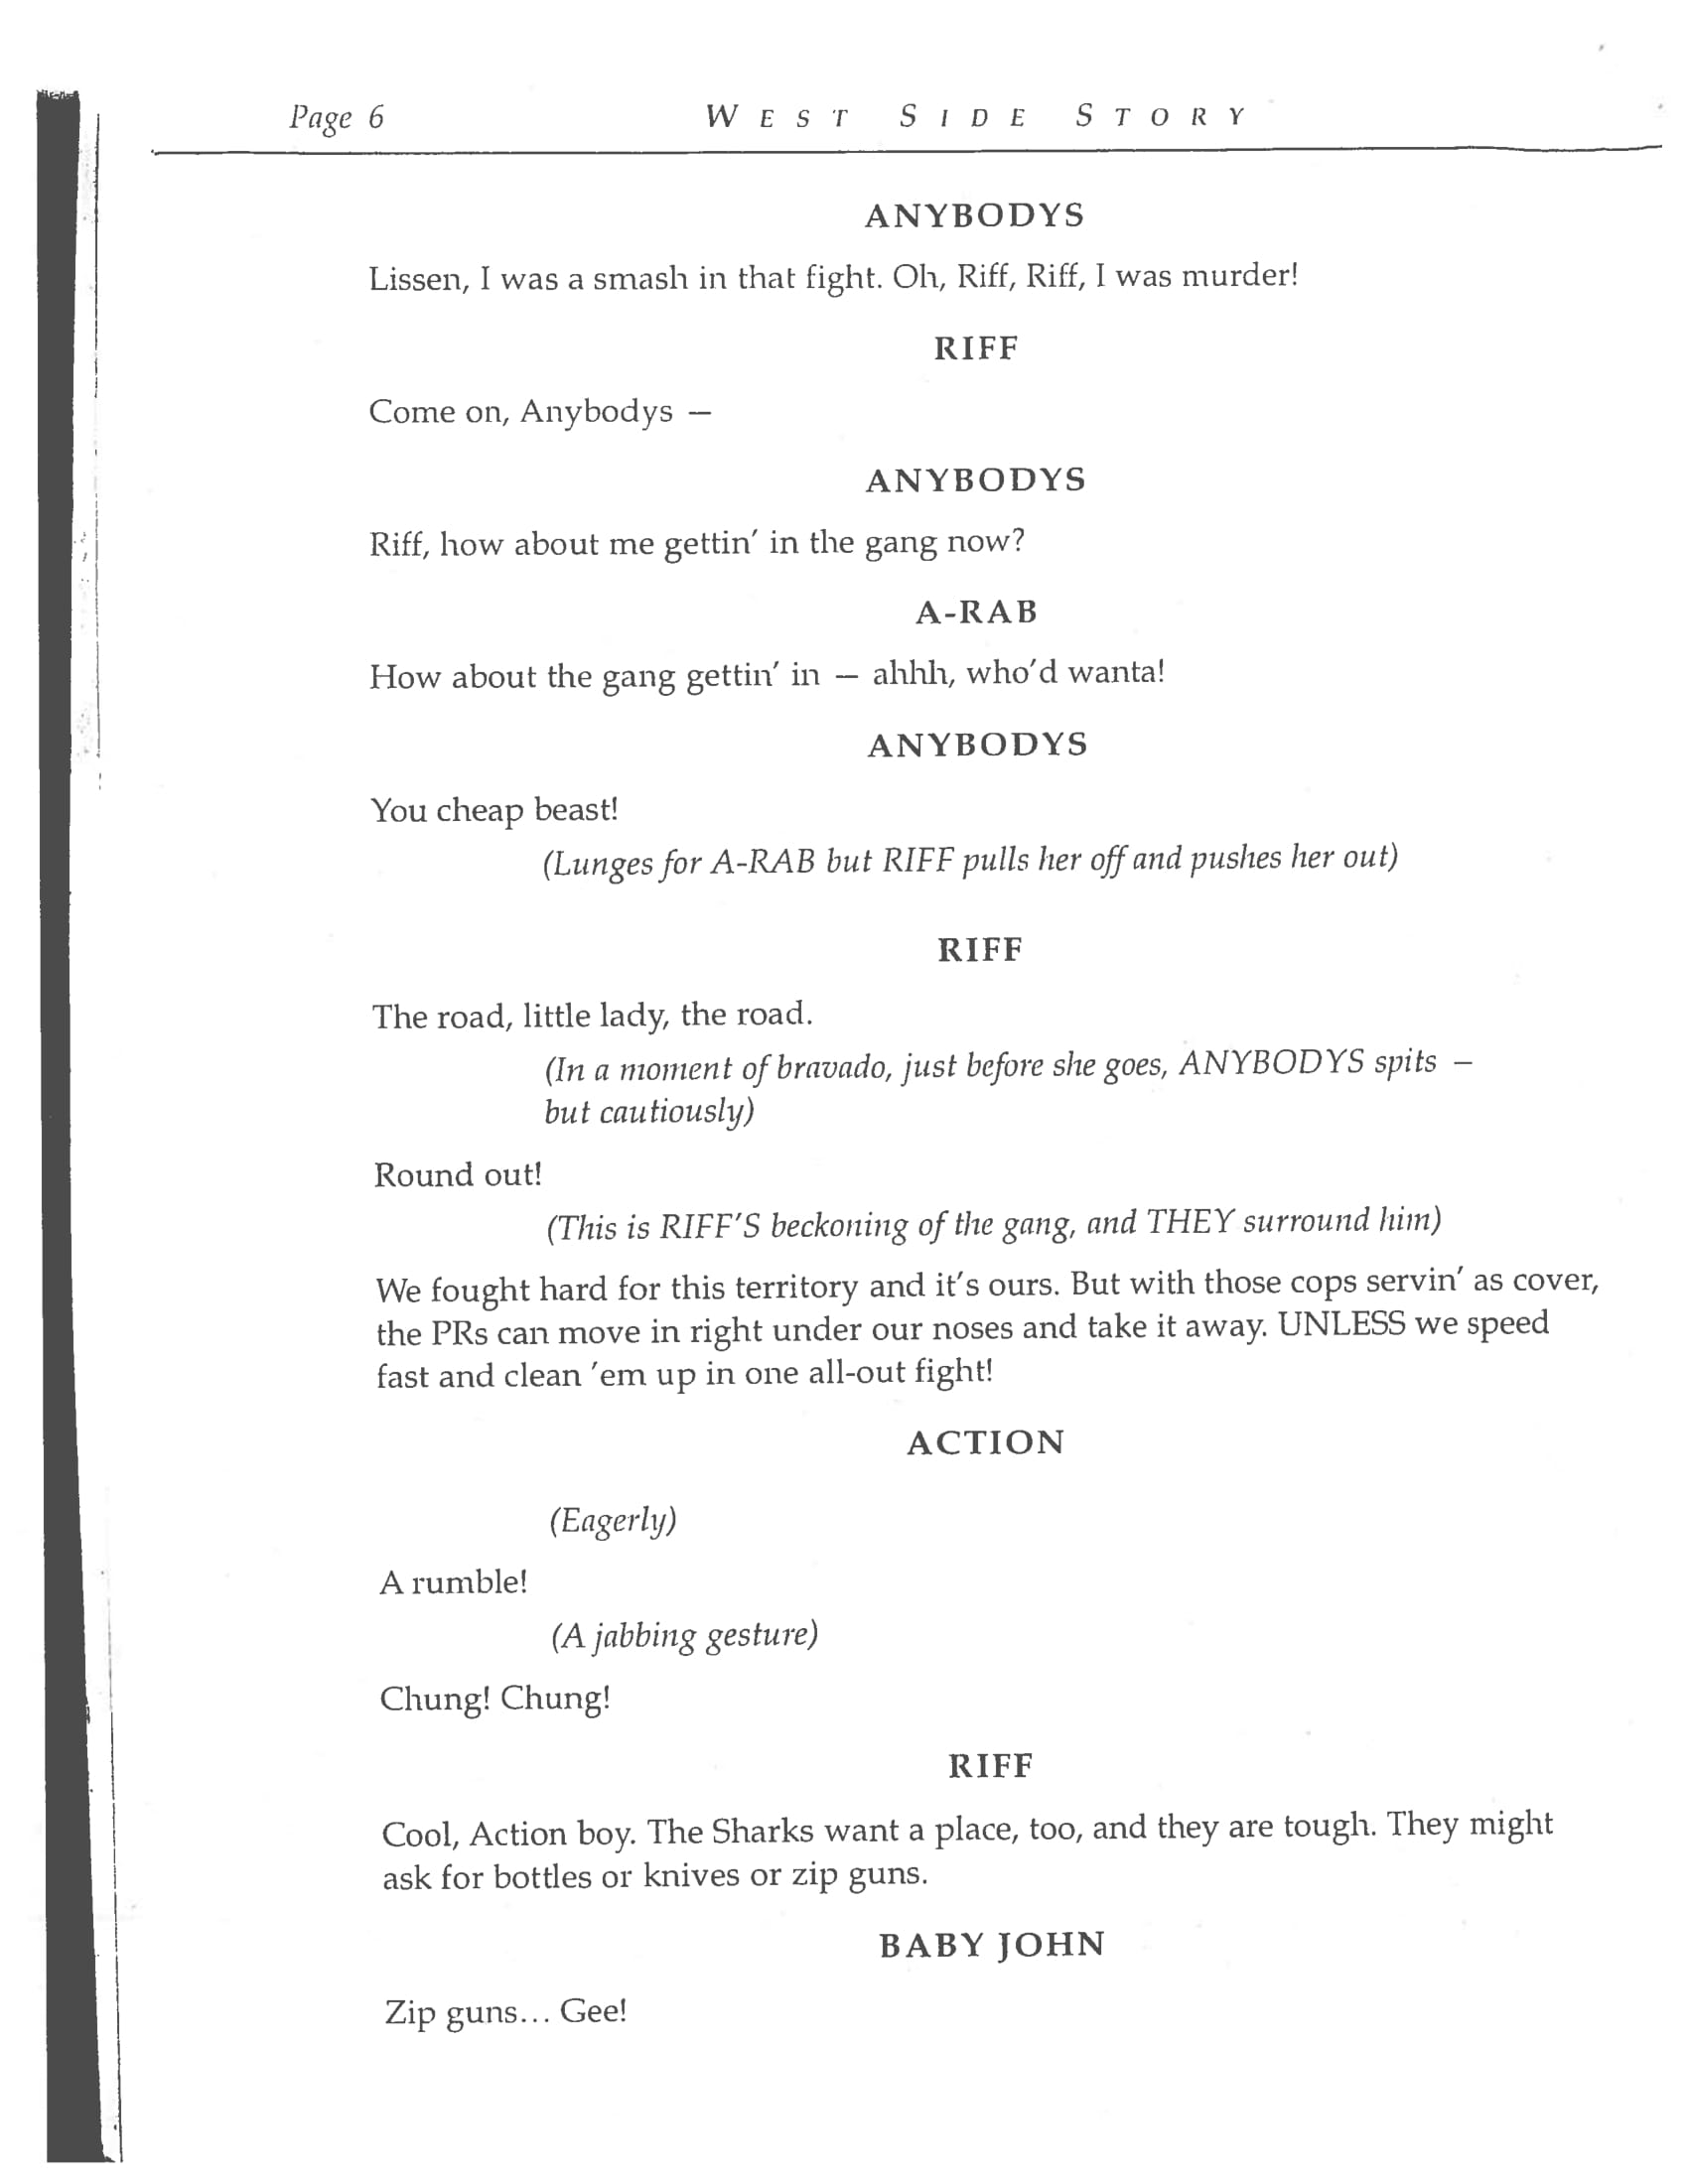 Page 6 WEST SIDE STORY
ANYBODYS
Lissen, I was a smash in that fight. Oh, Riff, Riff, I was murder!
RIFF
Come on, Anybodys —
ANYBODYS
Riff, how about me gettin' in the gang now?
A-RAB
How about the gang gettin' in — ahhh, who'd wanta!
ANYBODYS
You cheap beast!
(Lunges for A-RAB but RIFF pulls her off and pushes her out)
RIFF
The road, little lady, the road.
(In a moment of bravado, just before she goes, ANYBODYS spits —
but cautiously)
Round out!
(This is RIFF'S beckoning of the gang, and THEY surround him)
We fought hard for this territory and it's ours. But with those cops servin' as cover,
the PRs can move in right under our noses and take it away. UNLESS we speed
fast and clean 'em up in one all-out fight!
ACTION
(Eagerly)
A rumble!
(A jabbing gesture)
Chung! Chung!
RIFF
Cool, Action boy. The Sharks want a place, too, and they are tough. They might
ask for bottles or knives or zip guns.
BABY JOHN
Zip guns... Gee!